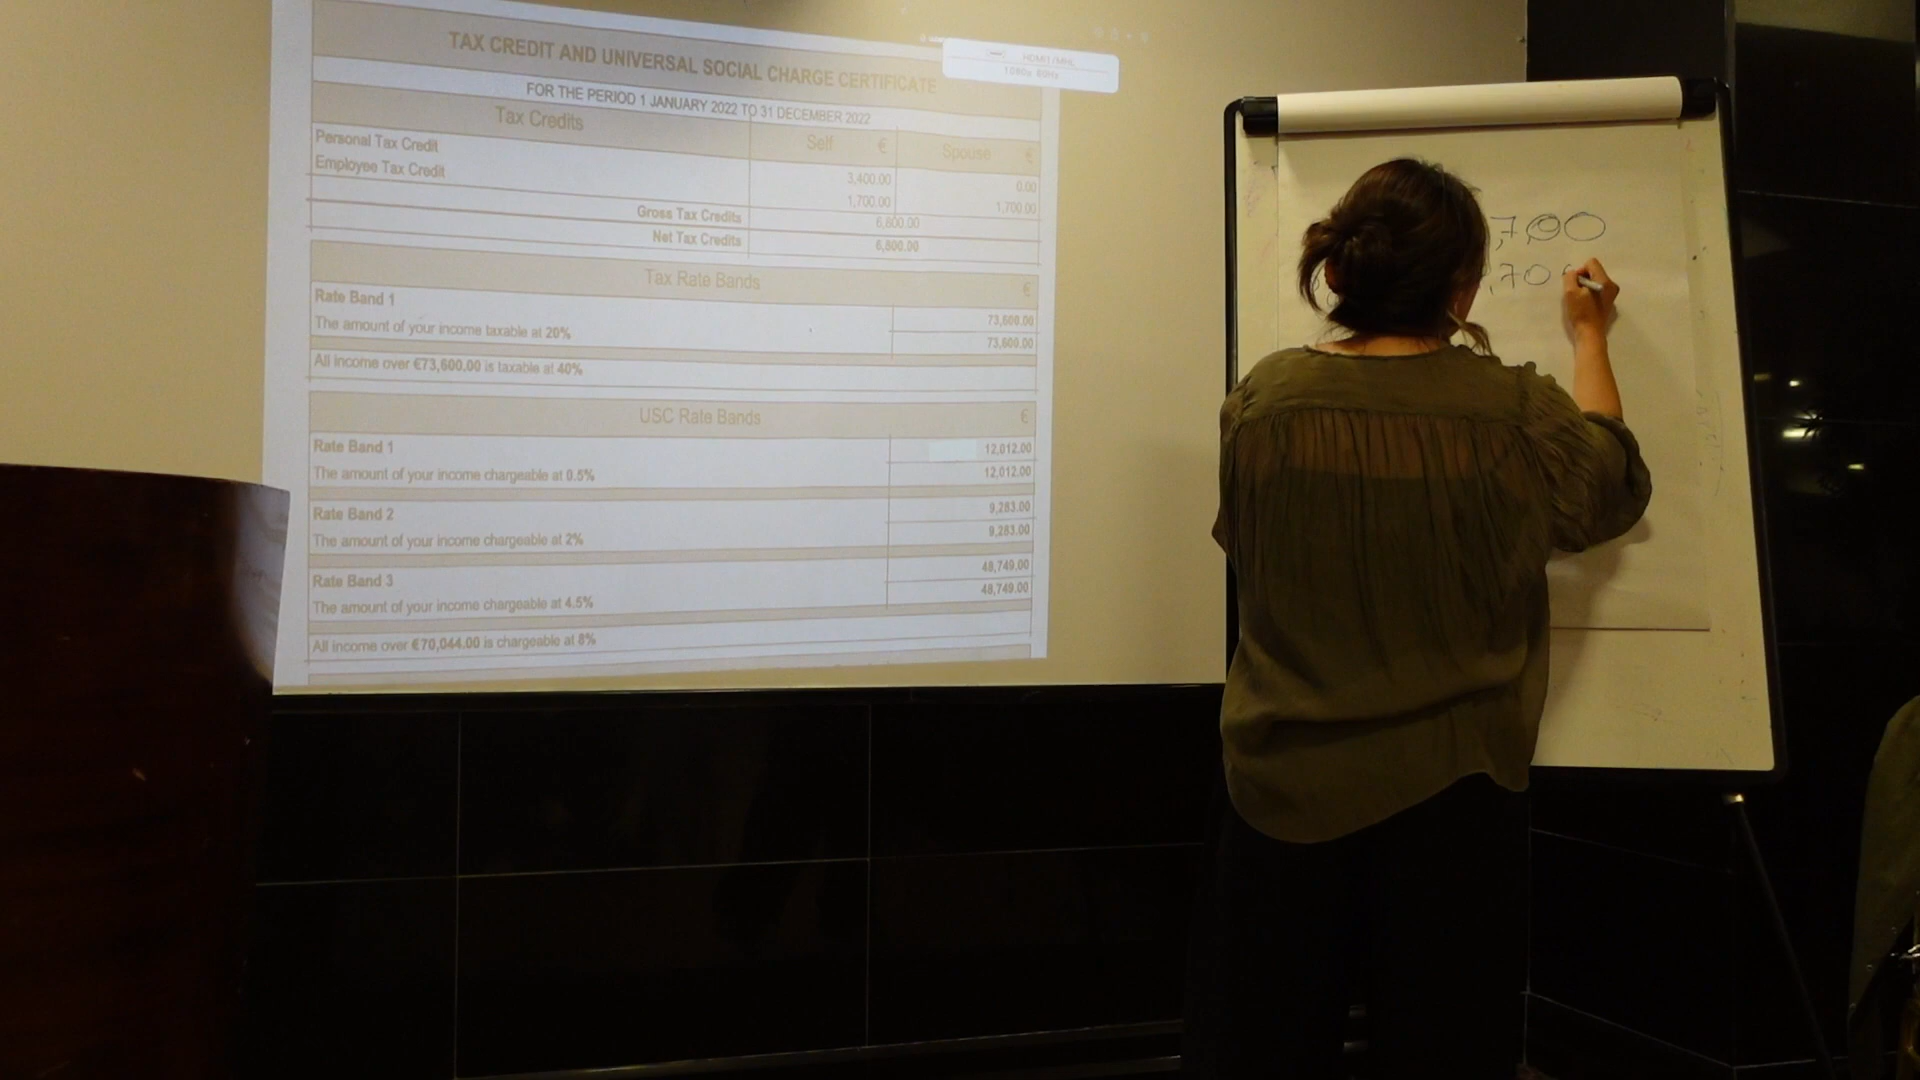 TAX CREDIT AND UNIVERSAL SOCIAL CHARGE CERTIFICATE
HDMI1/MHL
1080p 60Hz
FOR THE PERIOD 1 JANUARY 2022 TO 31 DECEMBER 2022
Tax Credits Self € Spouse €
Personal Tax Credit 3,400.00 0.00
Employee Tax Credit 1,700.00 1,700.00
Gross Tax Credits 6,800.00
Net Tax Credits 6,800.00
Tax Rate Bands €
Rate Band 1 73,600.00
The amount of your income taxable at 20% 73,600.00
All income over €73,600.00 is taxable at 40%
USC Rate Bands €
Rate Band 1 12,012.00
The amount of your income chargeable at 0.5% 12,012.00
Rate Band 2 9,283.00
The amount of your income chargeable at 2% 9,283.00
Rate Band 3 48,749.00
The amount of your income chargeable at 4.5% 48,749.00
All income over €70,044.00 is chargeable at 8%
,700
,70